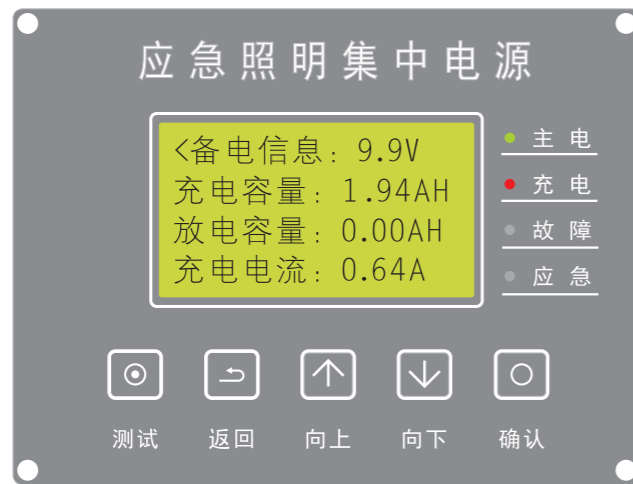 应急照明集中电源
<备电信息: 9.9V
充电容量: 1.94AH
放电容量: 0.00AH
充电电流: 0.64A
主电
充电
故障
应急
测试 返回 向上 向下 确认